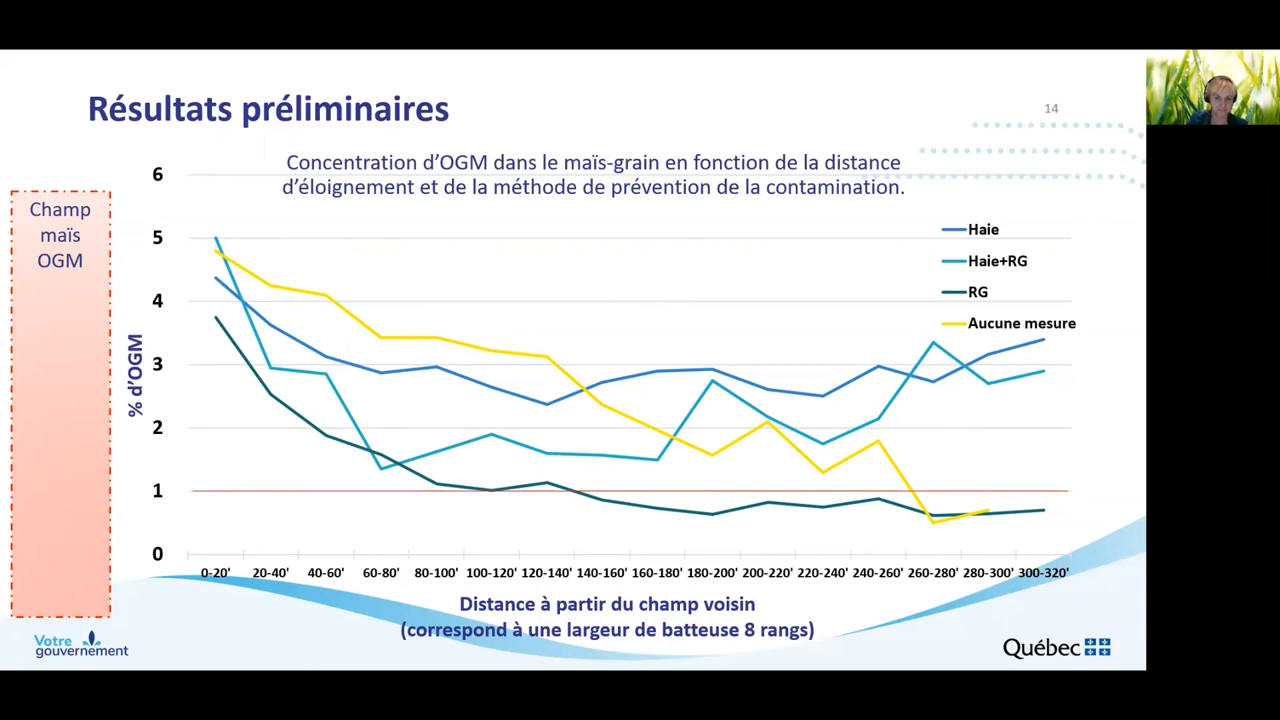 Résultats préliminaires
14
Concentration d'OGM dans le maïs-grain en fonction de la distance
d'éloignement et de la méthode de prévention de la contamination.
Champ
maïs
OGM
% d'OGM
6
5
4
3
2
1
0
Haie
Haie+RG
RG
Aucune mesure
0-20' 20-40' 40-60' 60-80' 80-100' 100-120' 120-140' 140-160' 160-180' 180-200' 200-220' 220-240' 240-260' 260-280' 280-300' 300-320'
Distance à partir du champ voisin
(correspond à une largeur de batteuse 8 rangs)
Votre
gouvernement
Québec